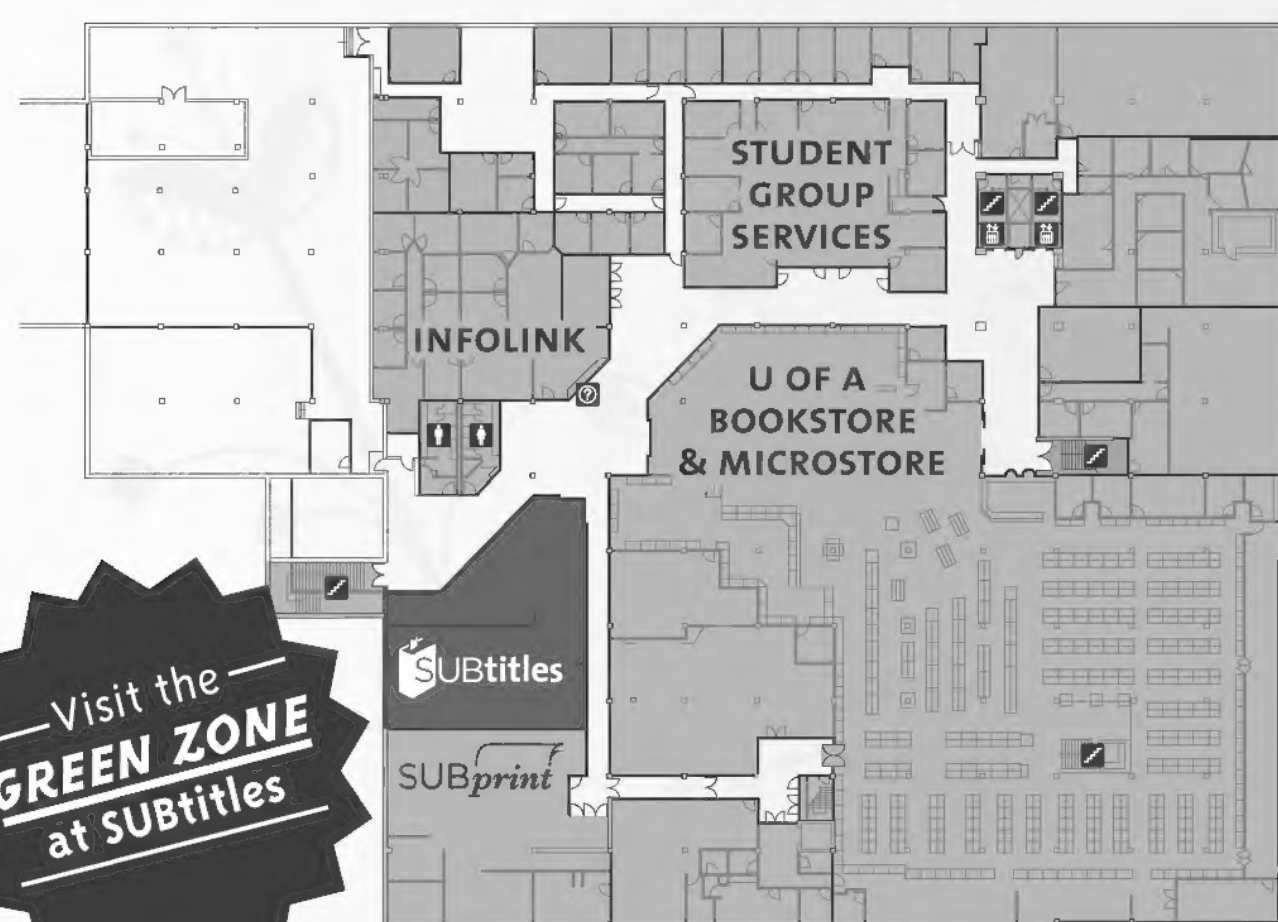 STUDENT
GROUP
SERVICES
INFOLINK
?
U OF A
BOOKSTORE
& MICROSTORE
SUBtitles
SUBprint
Visit the
GREEN ZONE
at SUBtitles